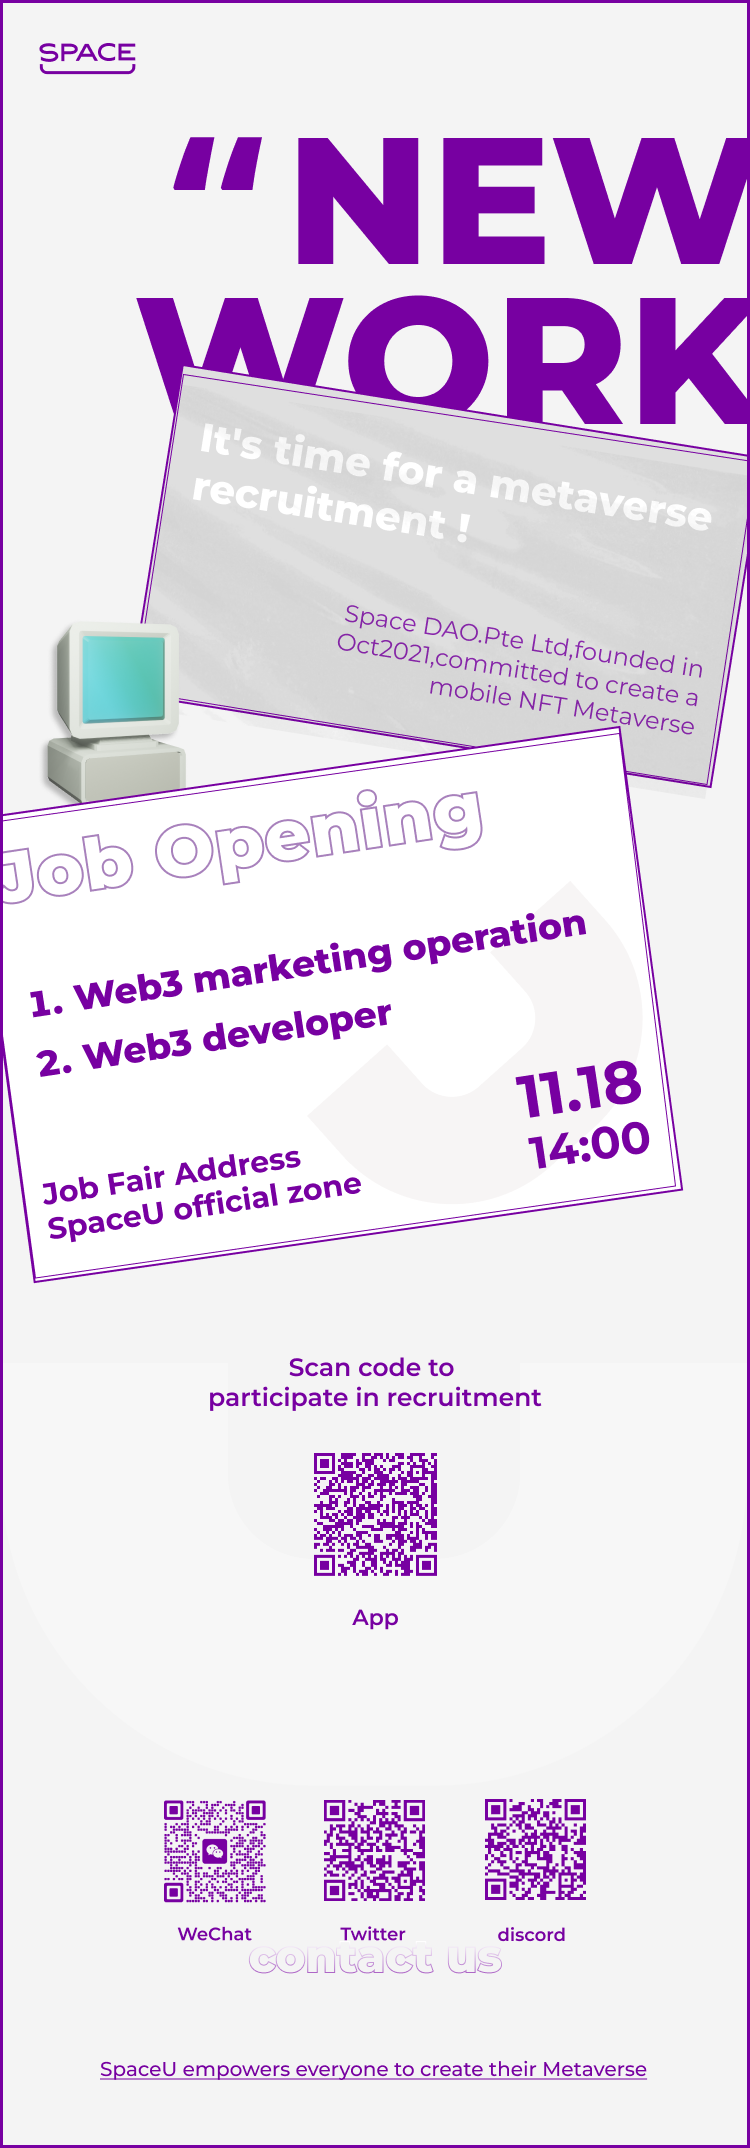 SPACE
“NEW
WORK
It's time for a metaverse
recruitment !
Space DAO.Pte Ltd,founded in
Oct2021,committed to create a
mobile NFT Metaverse
Job Opening
1. Web3 marketing operation
2. Web3 developer
11.18
14:00
Job Fair Address
SpaceU official zone
Scan code to
participate in recruitment
App
WeChat Twitter discord
contact us
SpaceU empowers everyone to create their Metaverse